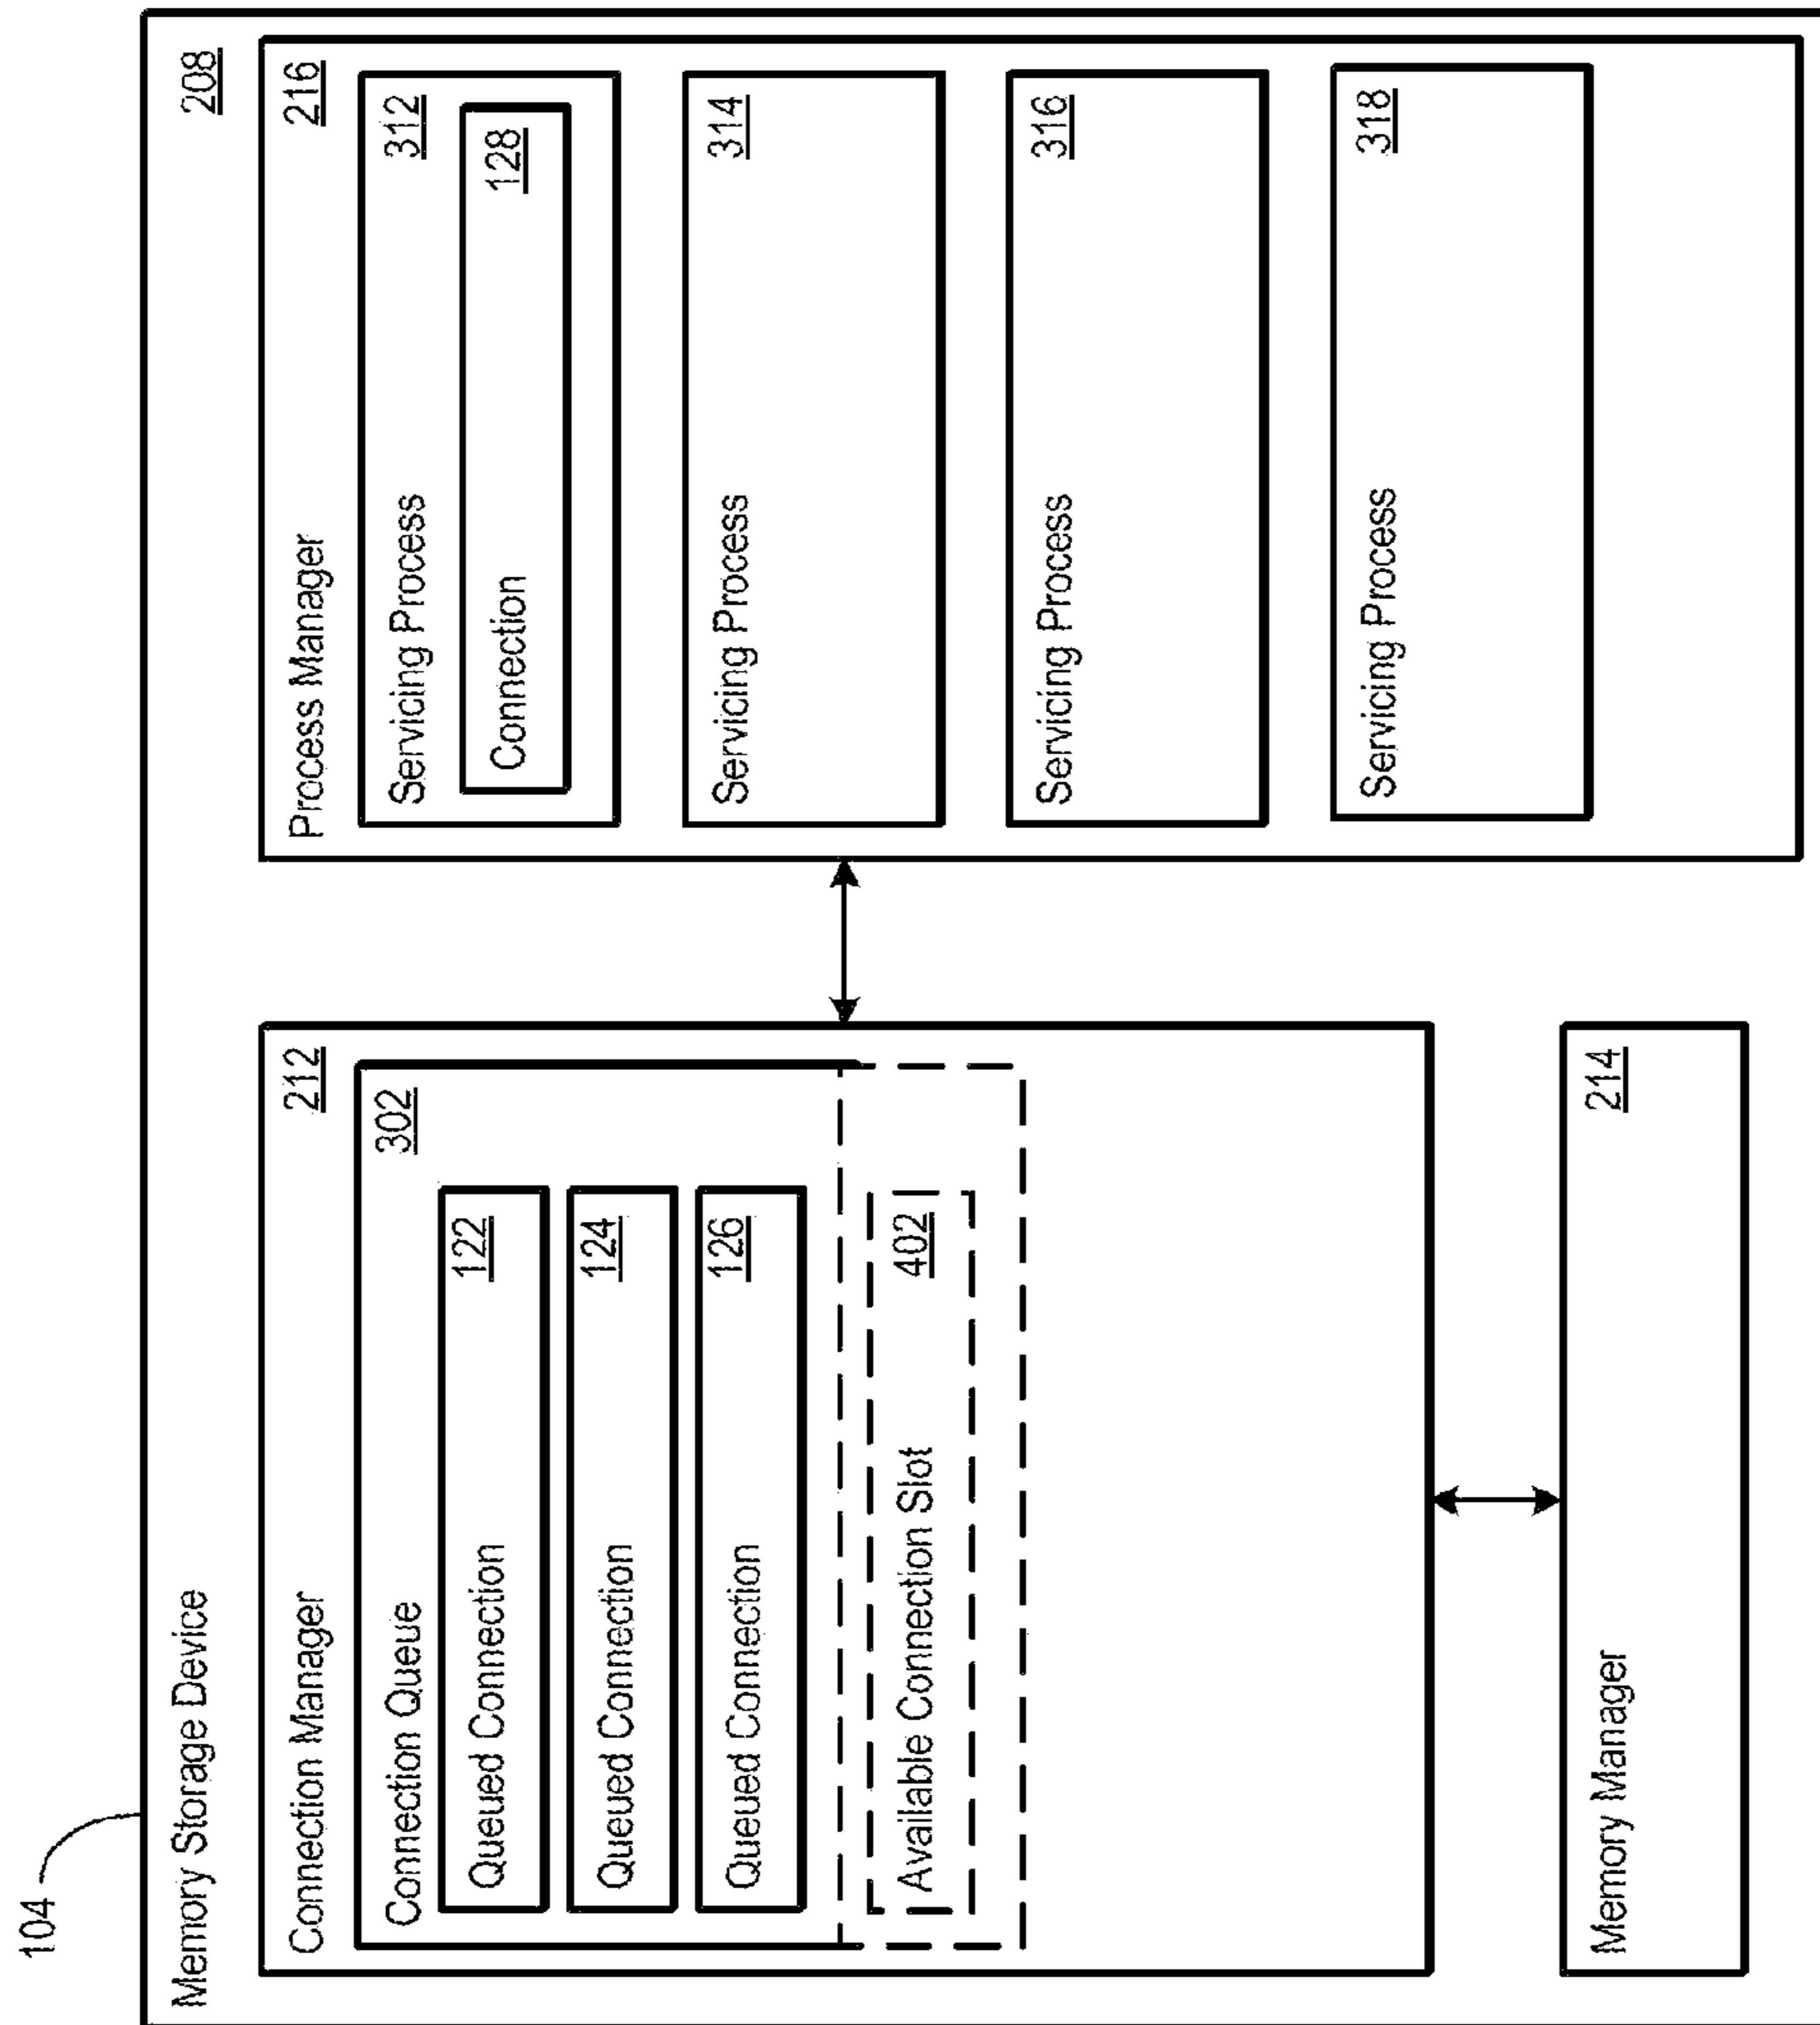 104
Memory Storage Device 208
Connection Manager 212
Connection Queue 302
Queued Connection 122
Queued Connection 124
Queued Connection 126
Available Connection Slot 402
Memory Manager 214
Process Manager 216
Servicing Process 312
Connection 128
Servicing Process 314
Servicing Process 316
Servicing Process 318